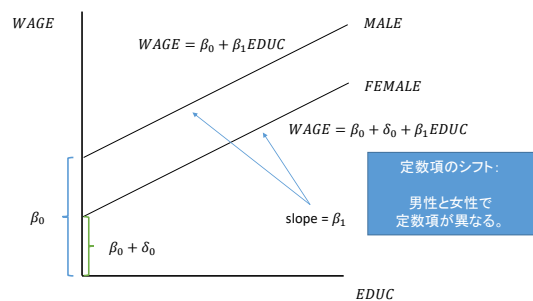 WAGE
MALE
WAGE = β₀ + β₁EDUC
FEMALE
WAGE = β₀ + δ₀ + β₁EDUC
定数項のシフト：
男性と女性で
定数項が異なる。
β₀
slope = β₁
β₀ + δ₀
EDUC